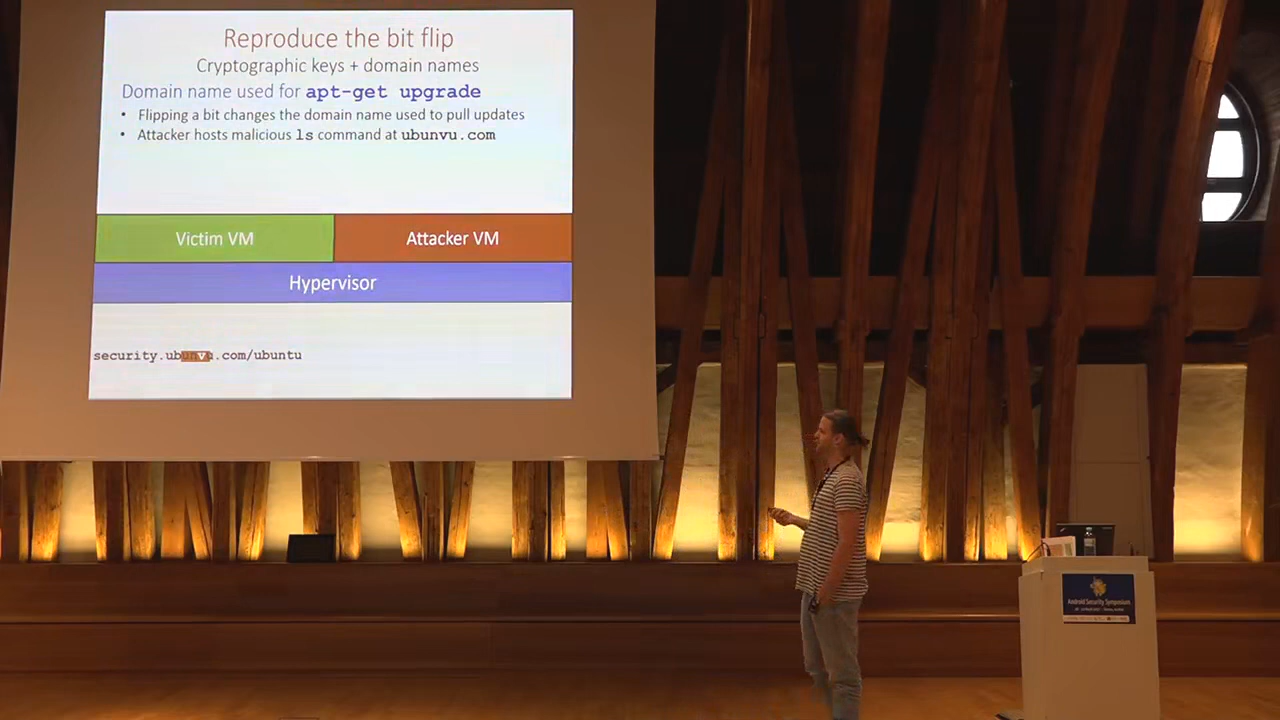 Reproduce the bit flip
Cryptographic keys + domain names
Domain name used for apt-get upgrade
• Flipping a bit changes the domain name used to pull updates
• Attacker hosts malicious ls command at ubunvu.com
Victim VM
Attacker VM
Hypervisor
security.ubunvu.com/ubuntu
Android Security Symposium